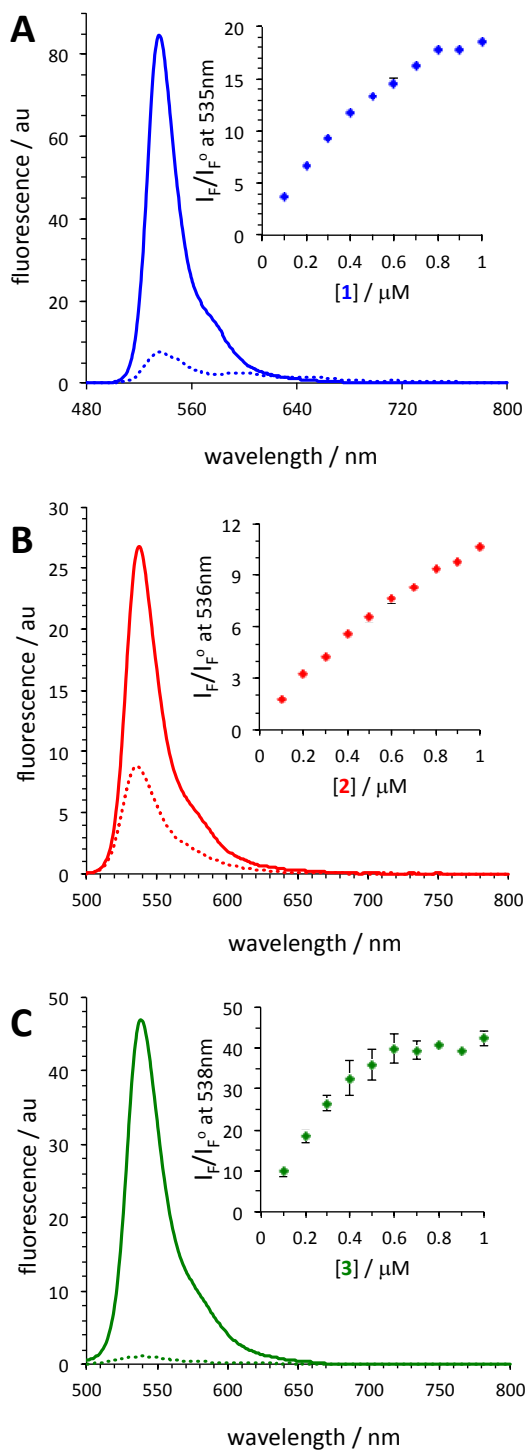 A
fluorescence / au
80
60
40
20
0
480 560 640 720 800
wavelength / nm
I_F/I_F° at 535nm
20
15
10
5
0
0 0.2 0.4 0.6 0.8 1
[1] / μM
B
fluorescence / au
30
25
20
15
10
5
0
500 550 600 650 700 750 800
wavelength / nm
I_F/I_F° at 536nm
12
9
6
3
0
0 0.2 0.4 0.6 0.8 1
[2] / μM
C
fluorescence / au
50
40
30
20
10
0
500 550 600 650 700 750 800
wavelength / nm
I_F/I_F° at 538nm
50
40
30
20
10
0
0 0.2 0.4 0.6 0.8 1
[3] / μM